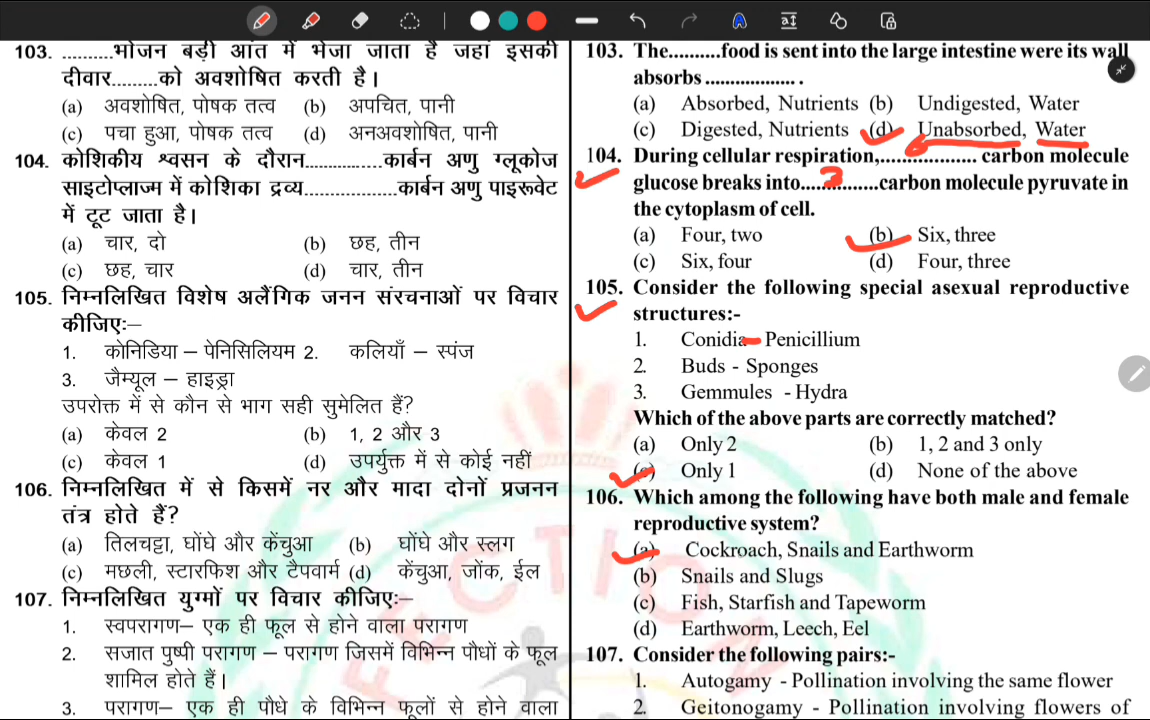 103. ..........भोजन बड़ी आंत में भेजा जाता है जहां इसकी
दीवार.........को अवशोषित करती है।
(a) अवशोषित, पोषक तत्व (b) अपचित, पानी
(c) पचा हुआ, पोषक तत्व (d) अनअवशोषित, पानी
104. कोशिकीय श्वसन के दौरान...............कार्बन अणु ग्लूकोज
साइटोप्लाज्म में कोशिका द्रव्य..................कार्बन अणु पाइरूवेट
में टूट जाता है।
(a) चार, दो (b) छह, तीन
(c) छह, चार (d) चार, तीन
105. निम्नलिखित विशेष अलैंगिक जनन संरचनाओं पर विचार
कीजिए:—
1. कोनिडिया — पेनिसिलियम 2. कलियाँ — स्पंज
3. जैम्यूल — हाइड्रा
उपरोक्त में से कौन से भाग सही सुमेलित हैं?
(a) केवल 2 (b) 1, 2 और 3
(c) केवल 1 (d) उपर्युक्त में से कोई नहीं
106. निम्नलिखित में से किसमें नर और मादा दोनों प्रजनन
तंत्र होते हैं?
(a) तिलचट्टा, घोंघे और केंचुआ (b) घोंघे और स्लग
(c) मछली, स्टारफिश और टैपवार्म (d) केंचुआ, जोंक, ईल
107. निम्नलिखित युग्मों पर विचार कीजिए:—
1. स्वपरागण— एक ही फूल से होने वाला परागण
2. सजात पुष्पी परागण — परागण जिसमें विभिन्न पौधों के फूल
शामिल होते हैं।
3. परागण— एक ही पौधे के विभिन्न फूलों से होने वाला
103. The..........food is sent into the large intestine were its wall
absorbs................... .
(a) Absorbed, Nutrients (b) Undigested, Water
(c) Digested, Nutrients (d) Unabsorbed, Water
104. During cellular respiration,................... carbon molecule
glucose breaks into.....3........carbon molecule pyruvate in
the cytoplasm of cell.
(a) Four, two (b) Six, three
(c) Six, four (d) Four, three
105. Consider the following special asexual reproductive
structures:-
1. Conidia - Penicillium
2. Buds - Sponges
3. Gemmules - Hydra
Which of the above parts are correctly matched?
(a) Only 2 (b) 1, 2 and 3 only
(c) Only 1 (d) None of the above
106. Which among the following have both male and female
reproductive system?
(a) Cockroach, Snails and Earthworm
(b) Snails and Slugs
(c) Fish, Starfish and Tapeworm
(d) Earthworm, Leech, Eel
107. Consider the following pairs:-
1. Autogamy - Pollination involving the same flower
2. Geitonogamy - Pollination involving flowers of